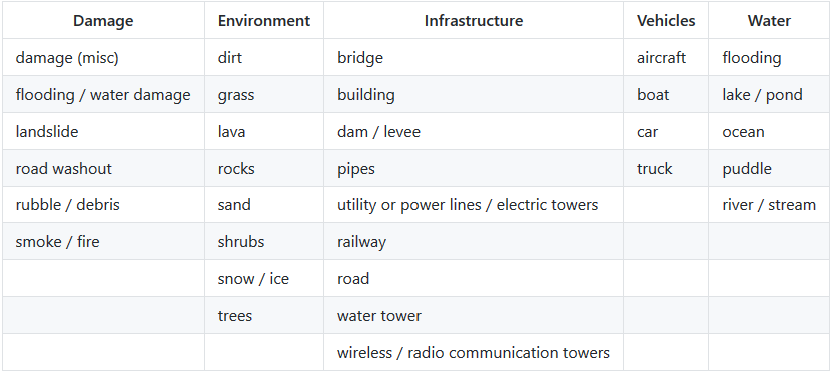 Damage Environment Infrastructure Vehicles Water
damage (misc) dirt bridge aircraft flooding
flooding / water damage grass building boat lake / pond
landslide lava dam / levee car ocean
road washout rocks pipes truck puddle
rubble / debris sand utility or power lines / electric towers river / stream
smoke / fire shrubs railway
snow / ice road
trees water tower
wireless / radio communication towers